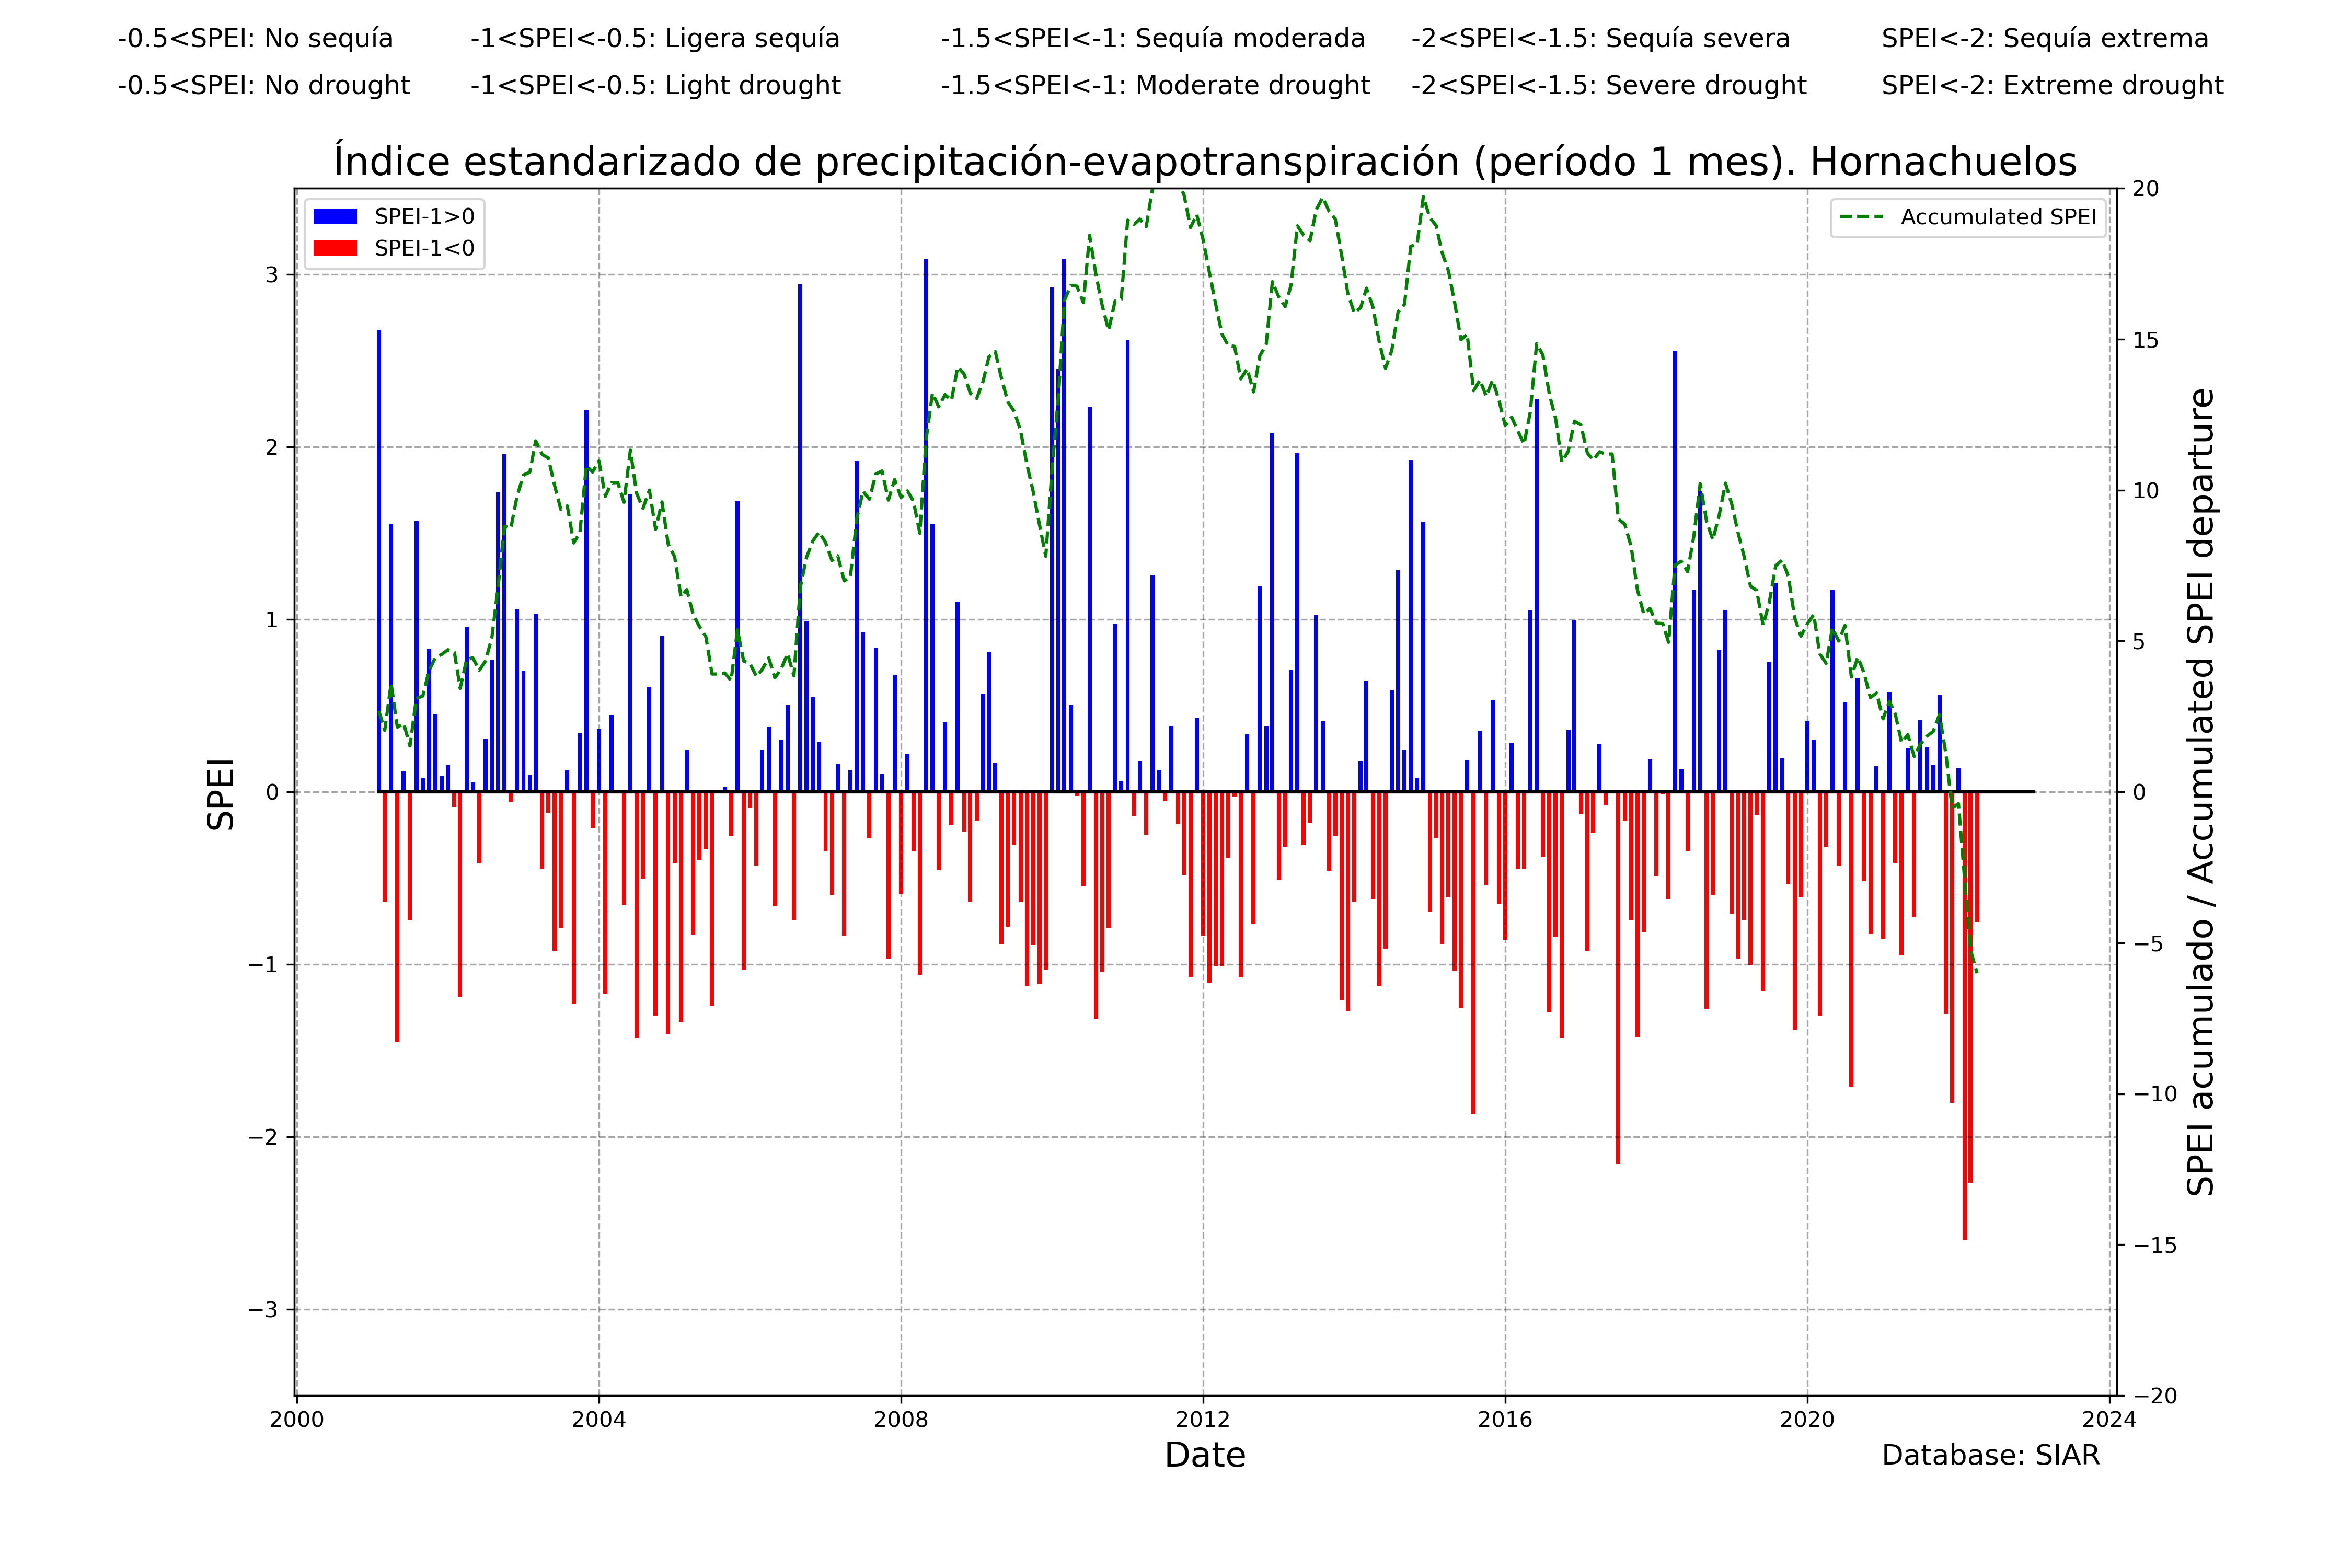 -0.5<SPEI: No sequía -1<SPEI<-0.5: Ligera sequía -1.5<SPEI<-1: Sequía moderada -2<SPEI<-1.5: Sequía severa SPEI<-2: Sequía extrema
-0.5<SPEI: No drought -1<SPEI<-0.5: Light drought -1.5<SPEI<-1: Moderate drought -2<SPEI<-1.5: Severe drought SPEI<-2: Extreme drought
Índice estandarizado de precipitación-evapotranspiración (período 1 mes). Hornachuelos
SPEI-1>0
SPEI-1<0
Accumulated SPEI
SPEI
3
2
1
0
−1
−2
−3
20
15
10
5
0
−5
−10
−15
−20
SPEI acumulado / Accumulated SPEI departure
2000 2004 2008 2012 2016 2020 2024
Date
Database: SIAR